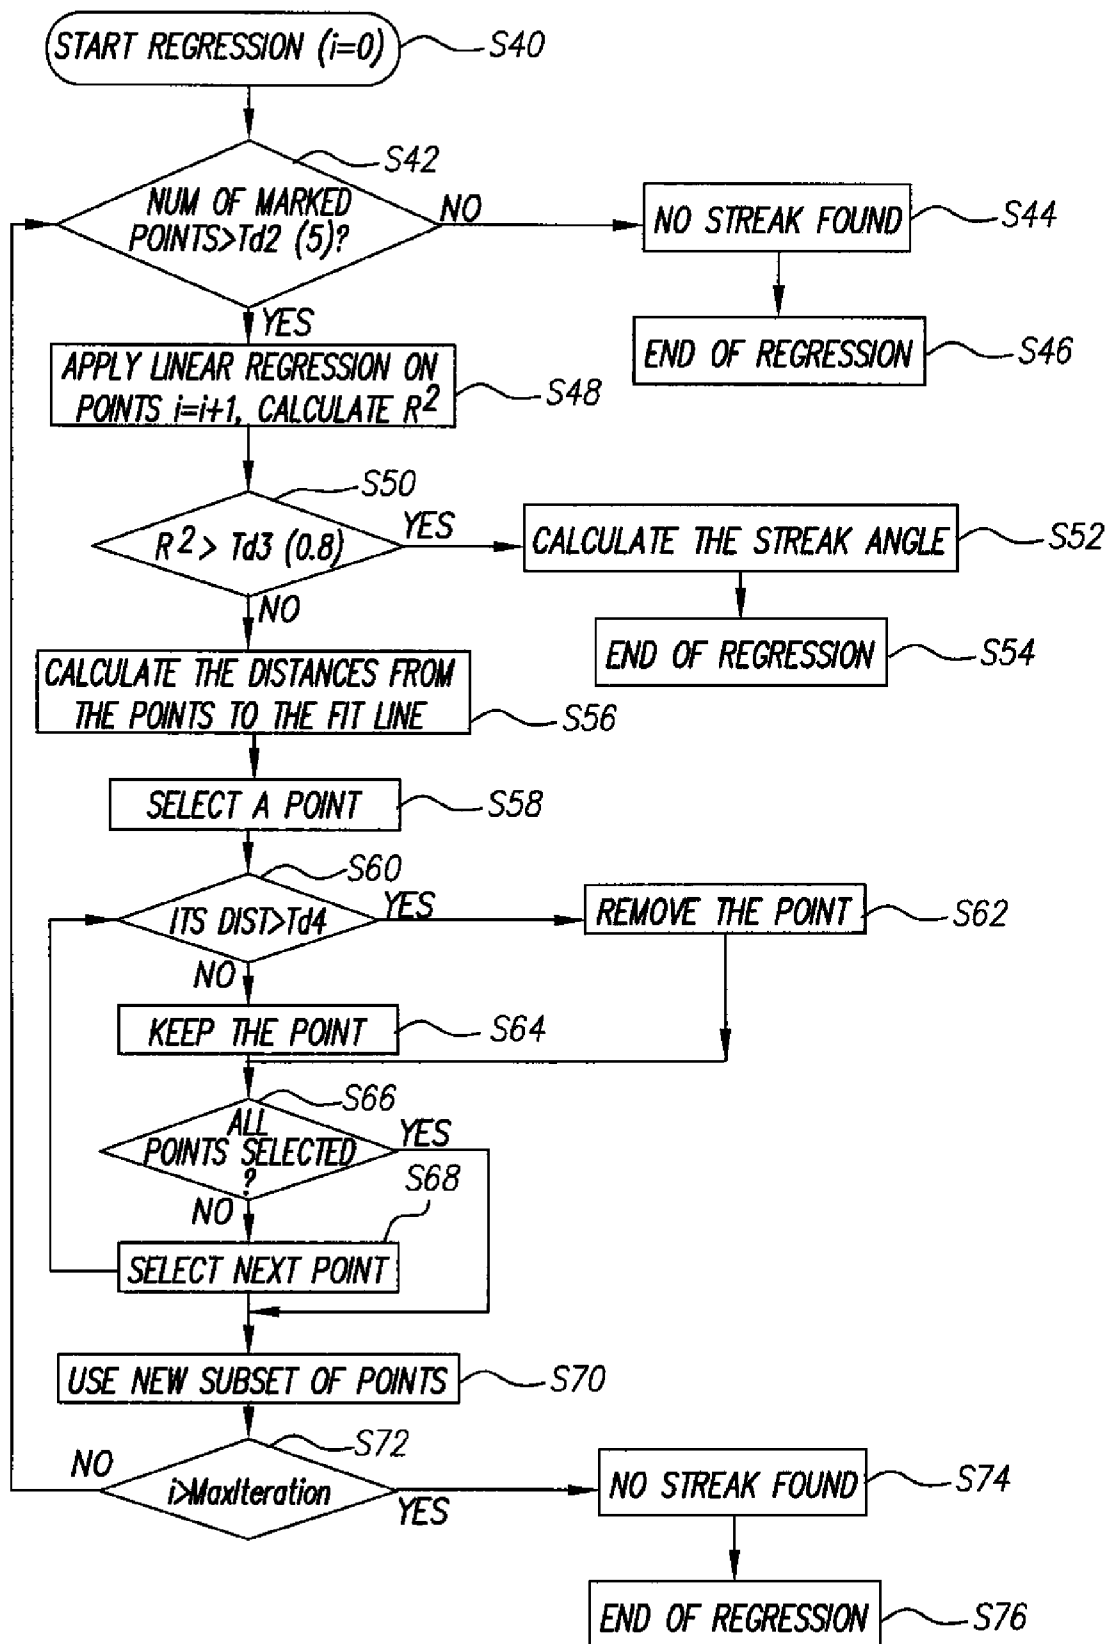 START REGRESSION (i=0)
S40
S42
NUM OF MARKED
POINTS>Td2 (5)?
NO
NO STREAK FOUND
S44
YES
END OF REGRESSION
S46
APPLY LINEAR REGRESSION ON
POINTS i=i+1, CALCULATE R²
S48
S50
R² > Td3 (0.8)
YES
CALCULATE THE STREAK ANGLE
S52
NO
END OF REGRESSION
S54
CALCULATE THE DISTANCES FROM
THE POINTS TO THE FIT LINE
S56
SELECT A POINT
S58
S60
ITS DIST>Td4
YES
REMOVE THE POINT
S62
NO
KEEP THE POINT
S64
S66
ALL
POINTS SELECTED
?
YES
NO
S68
SELECT NEXT POINT
USE NEW SUBSET OF POINTS
S70
S72
NO
i>MaxIteration
YES
NO STREAK FOUND
S74
END OF REGRESSION
S76